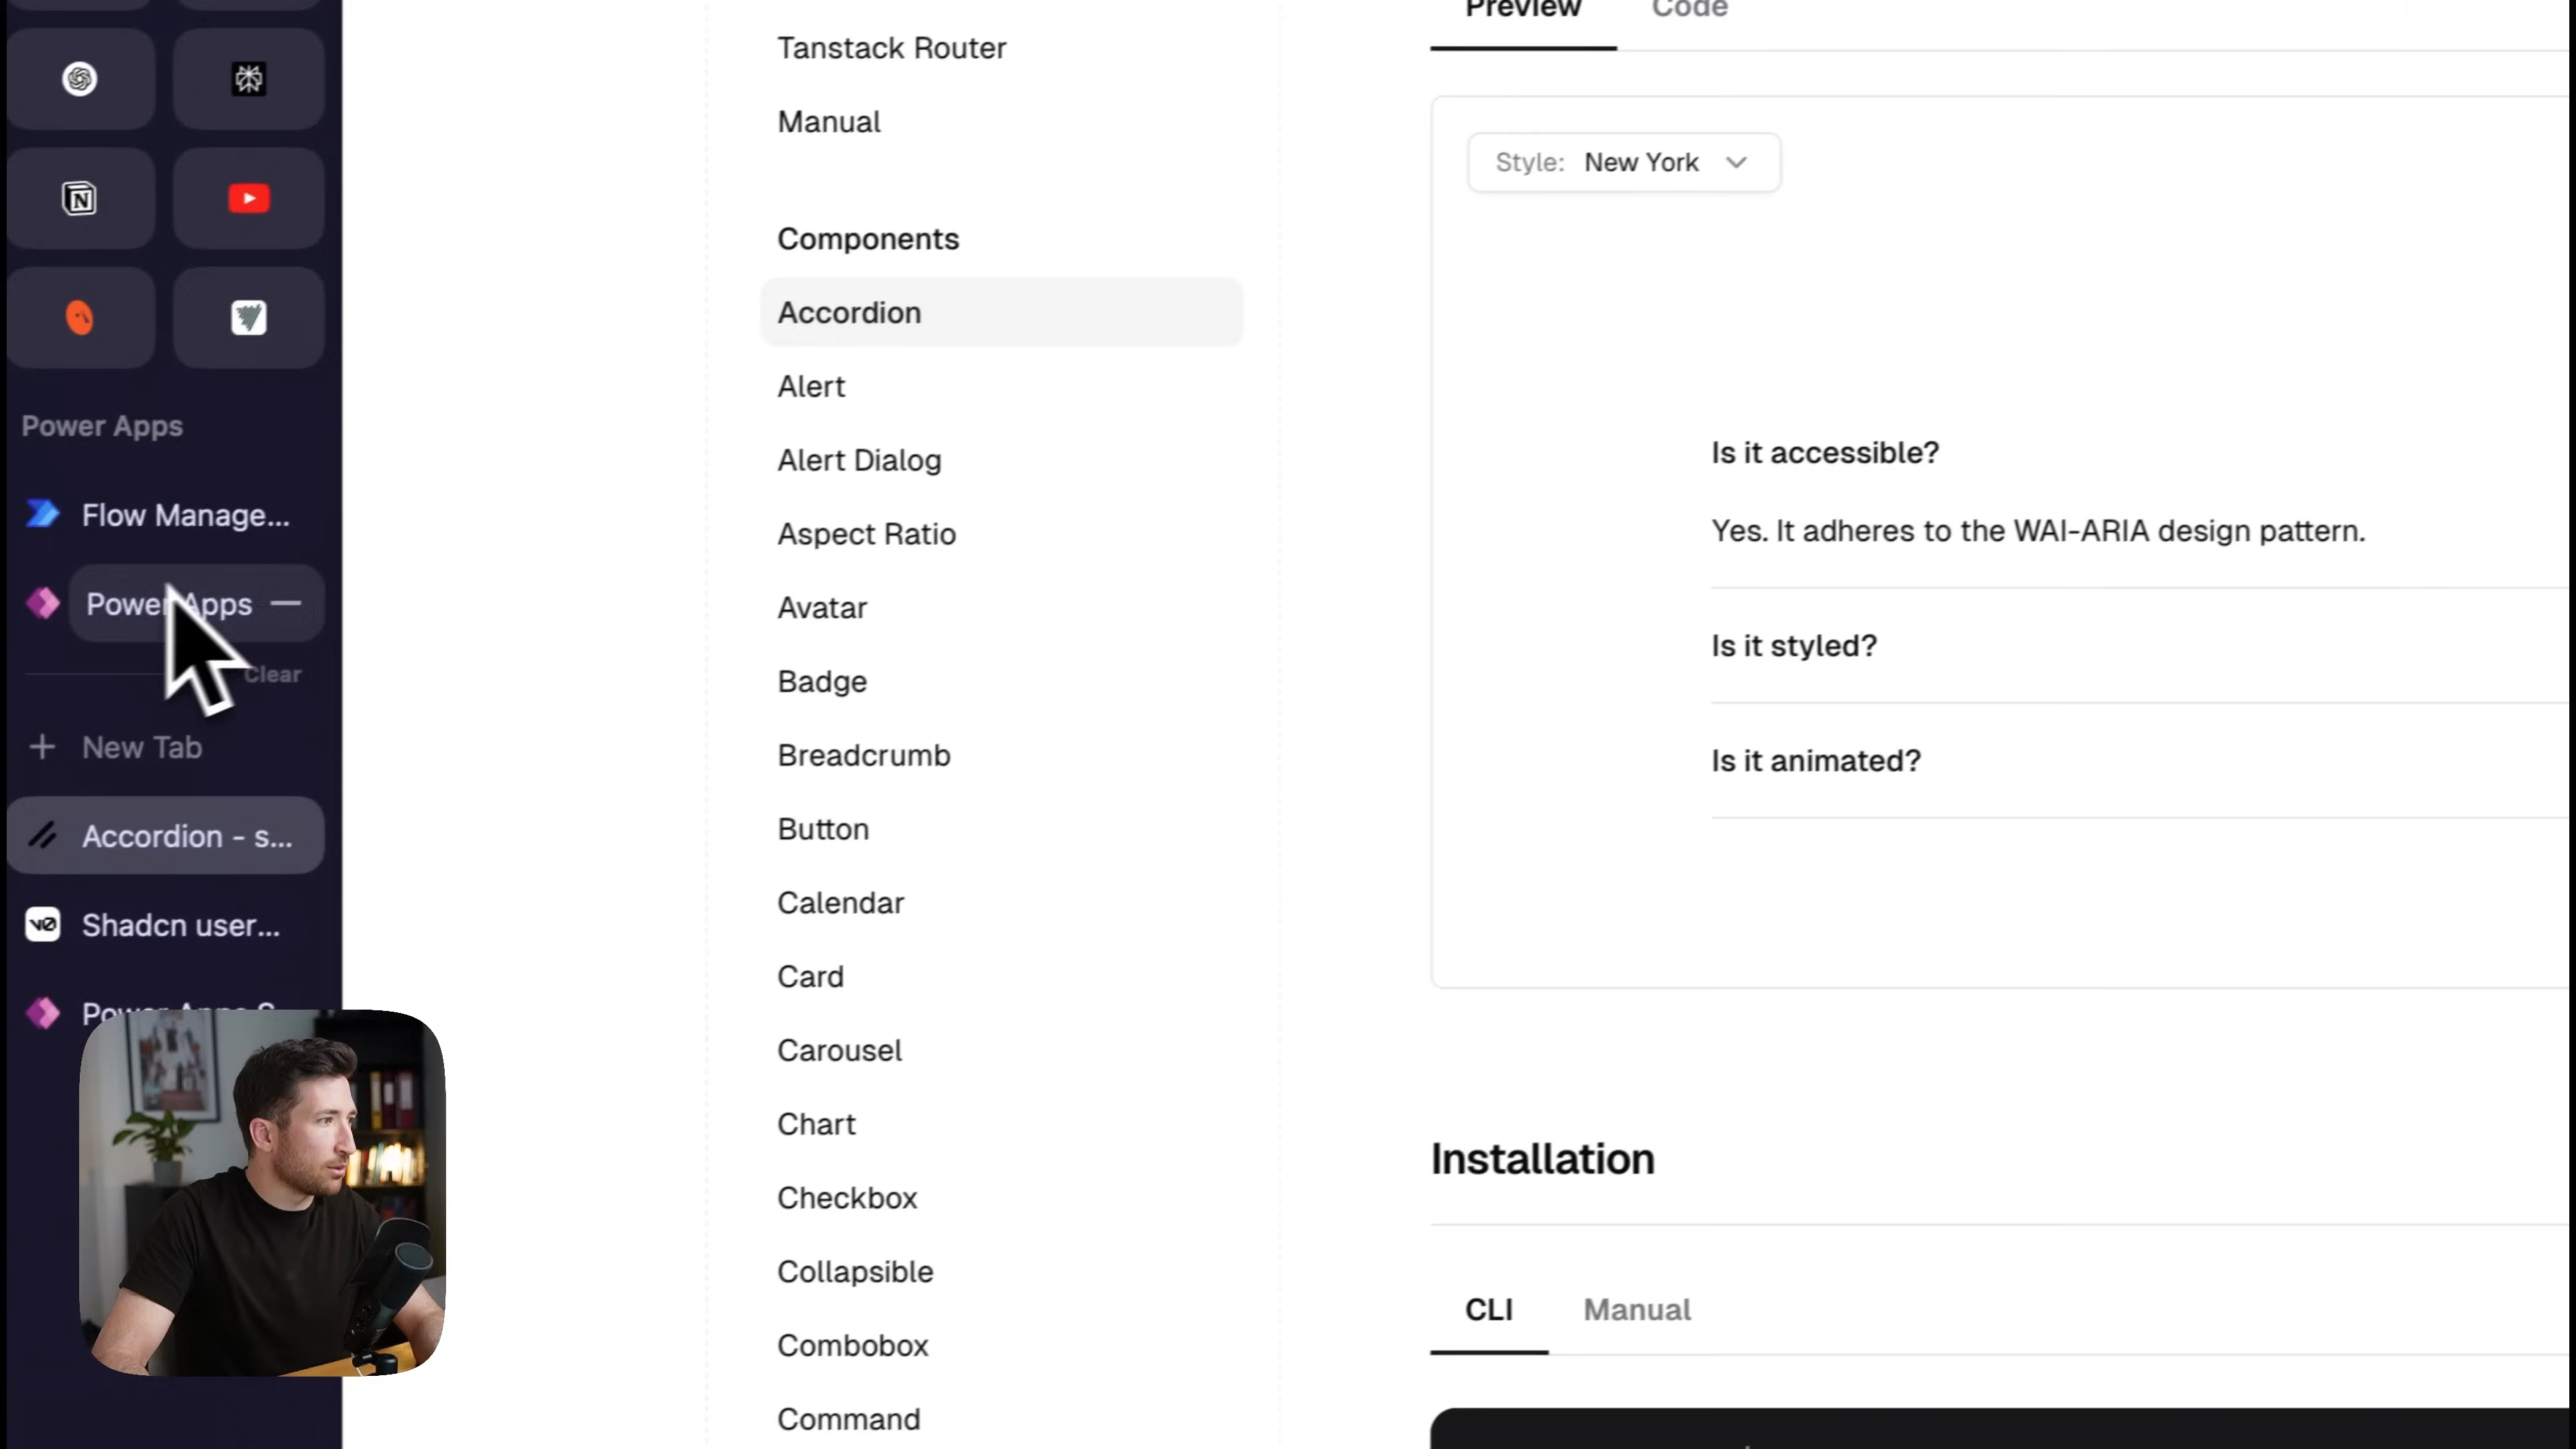 Power Apps
Flow Manage...
Power Apps
Clear
New Tab
Accordion - s...
Shadcn user...
Tanstack Router
Manual
Components
Accordion
Alert
Alert Dialog
Aspect Ratio
Avatar
Badge
Breadcrumb
Button
Calendar
Card
Carousel
Chart
Checkbox
Collapsible
Combobox
Command
Preview Code
Style: New York
Is it accessible?
Yes. It adheres to the WAI-ARIA design pattern.
Is it styled?
Is it animated?
Installation
CLI Manual